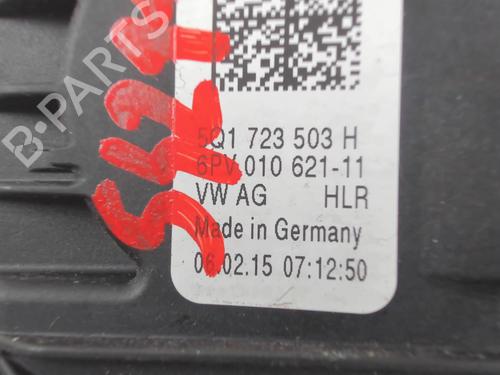 B-PARTS
5Q1 723 503 H
6PV 010 621-11
VW AG HLR
Made in Germany
06.02.15 07:12:50